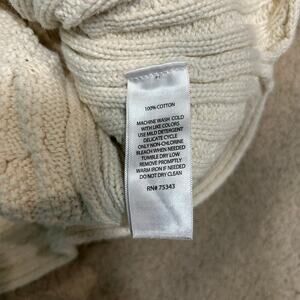 100% COTTON
MACHINE WASH COLD
WITH LIKE COLORS
USE MILD DETERGENT
DELICATE CYCLE
ONLY NON-CHLORINE
BLEACH WHEN NEEDED
TUMBLE DRY LOW
REMOVE PROMPTLY
WARM IRON IF NEEDED
DO NOT DRY CLEAN
RN# 75343